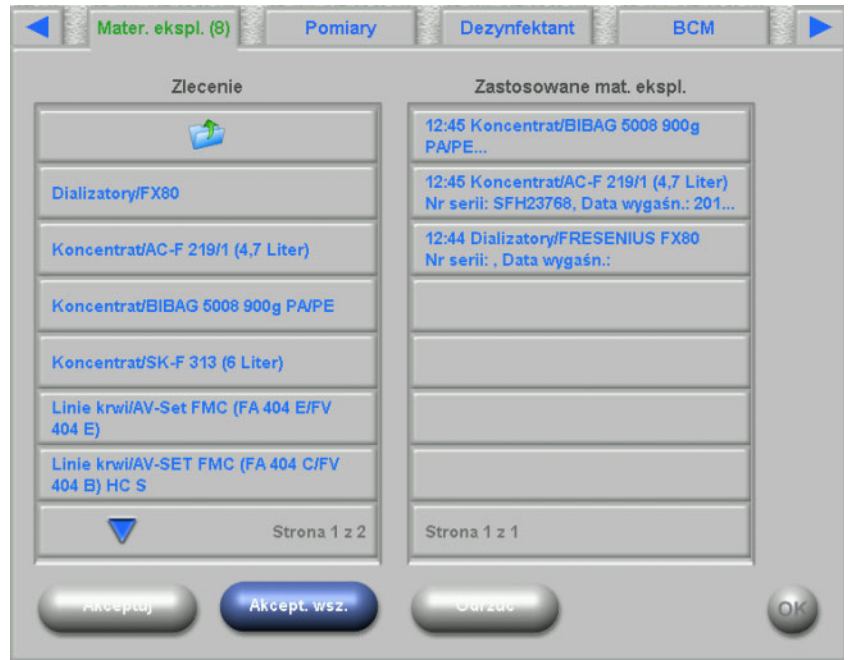 Mater. ekspl. (8)
Pomiary
Dezynfektant
BCM
Zlecenie
Dializatory/FX80
Koncentrat/AC-F 219/1 (4,7 Liter)
Koncentrat/BIBAG 5008 900g PA/PE
Koncentrat/SK-F 313 (6 Liter)
Linie krwi/AV-Set FMC (FA 404 E/FV
404 E)
Linie krwi/AV-SET FMC (FA 404 C/FV
404 B) HC S
Strona 1 z 2
Zastosowane mat. ekspl.
12:45 Koncentrat/BIBAG 5008 900g
PA/PE...
12:45 Koncentrat/AC-F 219/1 (4,7 Liter)
Nr serii: SFH23768, Data wygaśn.: 201...
12:44 Dializatory/FRESENIUS FX80
Nr serii: , Data wygaśn.:
Strona 1 z 1
Akceptuj
Akcept. wsz.
Odrzuć
OK